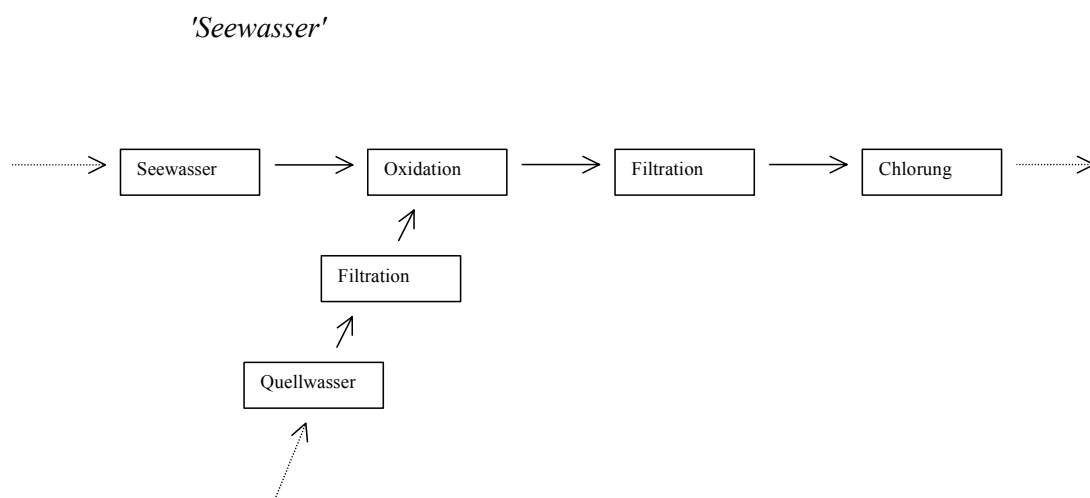 'Seewasser'
Seewasser
Oxidation
Filtration
Chlorung
Filtration
Quellwasser